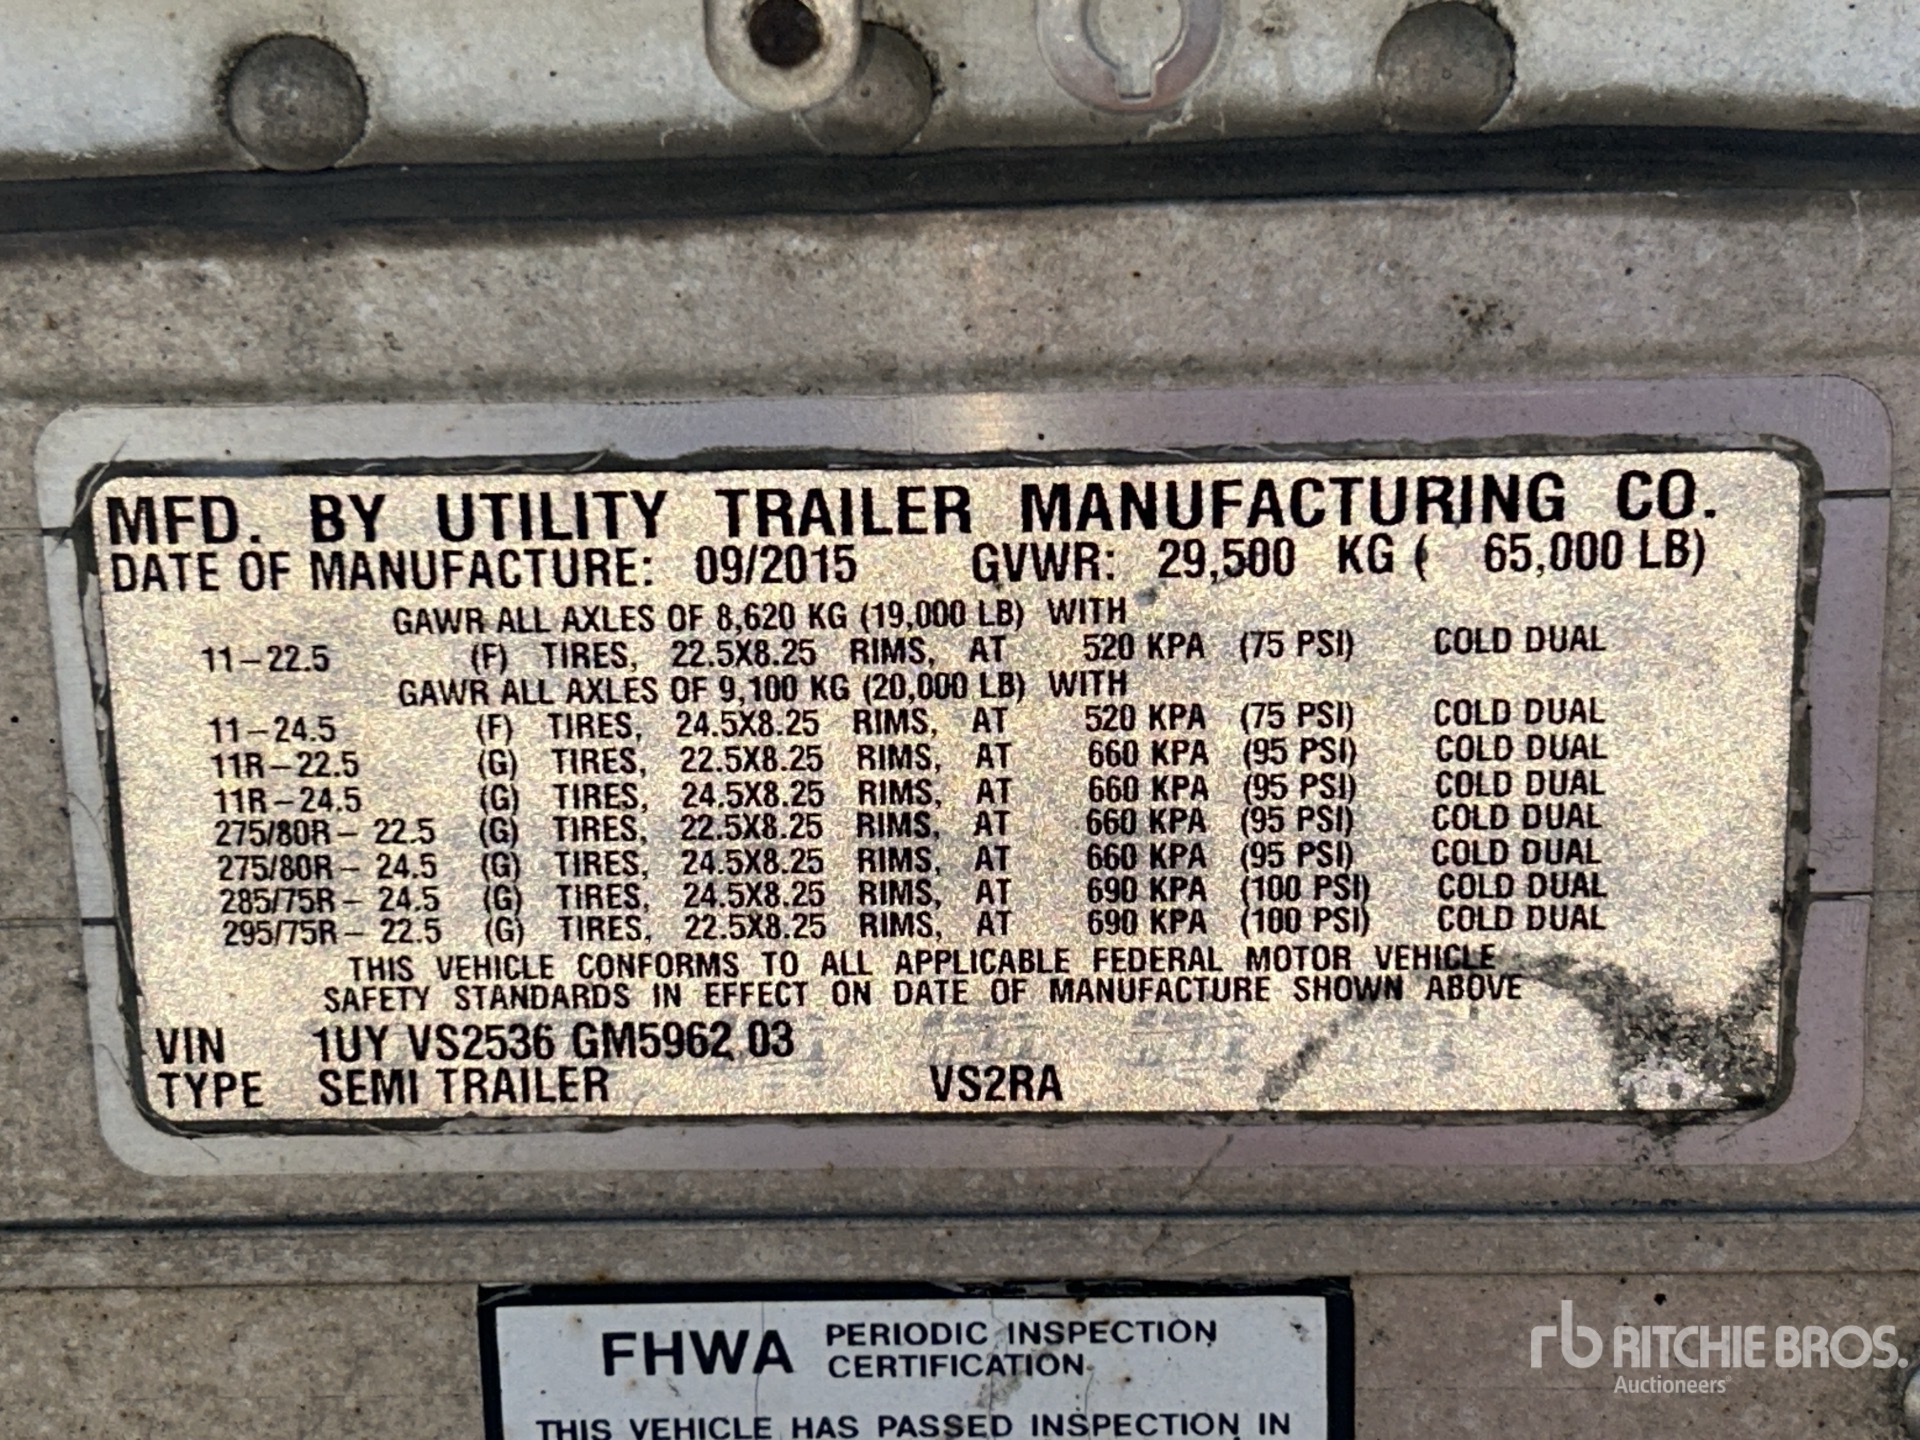 MFD. BY UTILITY TRAILER MANUFACTURING CO.
DATE OF MANUFACTURE: 09/2015 GVWR: 29,500 KG ( 65,000 LB)
GAWR ALL AXLES OF 8,620 KG (19,000 LB) WITH
11-22.5 (F) TIRES, 22.5X8.25 RIMS, AT 520 KPA (75 PSI) COLD DUAL
GAWR ALL AXLES OF 9,100 KG (20,000 LB) WITH
11-24.5 (F) TIRES, 24.5X8.25 RIMS, AT 520 KPA (75 PSI) COLD DUAL
11R-22.5 (G) TIRES, 22.5X8.25 RIMS, AT 660 KPA (95 PSI) COLD DUAL
11R-24.5 (G) TIRES, 24.5X8.25 RIMS, AT 660 KPA (95 PSI) COLD DUAL
275/80R- 22.5 (G) TIRES, 22.5X8.25 RIMS, AT 660 KPA (95 PSI) COLD DUAL
275/80R- 24.5 (G) TIRES, 24.5X8.25 RIMS, AT 660 KPA (95 PSI) COLD DUAL
285/75R- 24.5 (G) TIRES, 24.5X8.25 RIMS, AT 690 KPA (100 PSI) COLD DUAL
295/75R- 22.5 (G) TIRES, 22.5X8.25 RIMS, AT 690 KPA (100 PSI) COLD DUAL
THIS VEHICLE CONFORMS TO ALL APPLICABLE FEDERAL MOTOR VEHICLE
SAFETY STANDARDS IN EFFECT ON DATE OF MANUFACTURE SHOWN ABOVE
VIN 1UY VS2536 GM5962 03
TYPE SEMI TRAILER VS2RA
FHWA PERIODIC INSPECTION
CERTIFICATION
THIS VEHICLE HAS PASSED INSPECTION IN
rb RITCHIE BROS.
Auctioneers